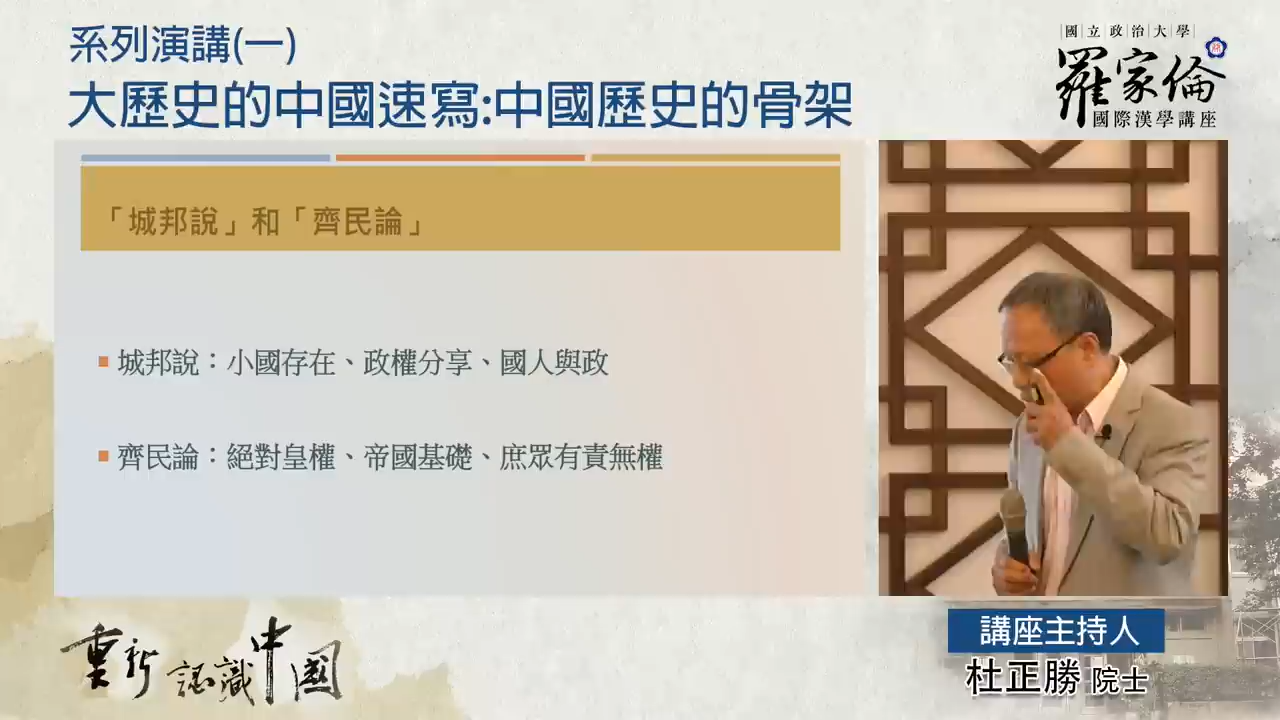 系列演講(一)
大歷史的中國速寫:中國歷史的骨架
國立政治大學
羅家倫
國際漢學講座
「城邦說」和「齊民論」
城邦說：小國存在、政權分享、國人與政
齊民論：絕對皇權、帝國基礎、庶眾有責無權
重新認識中國
講座主持人
杜正勝 院士